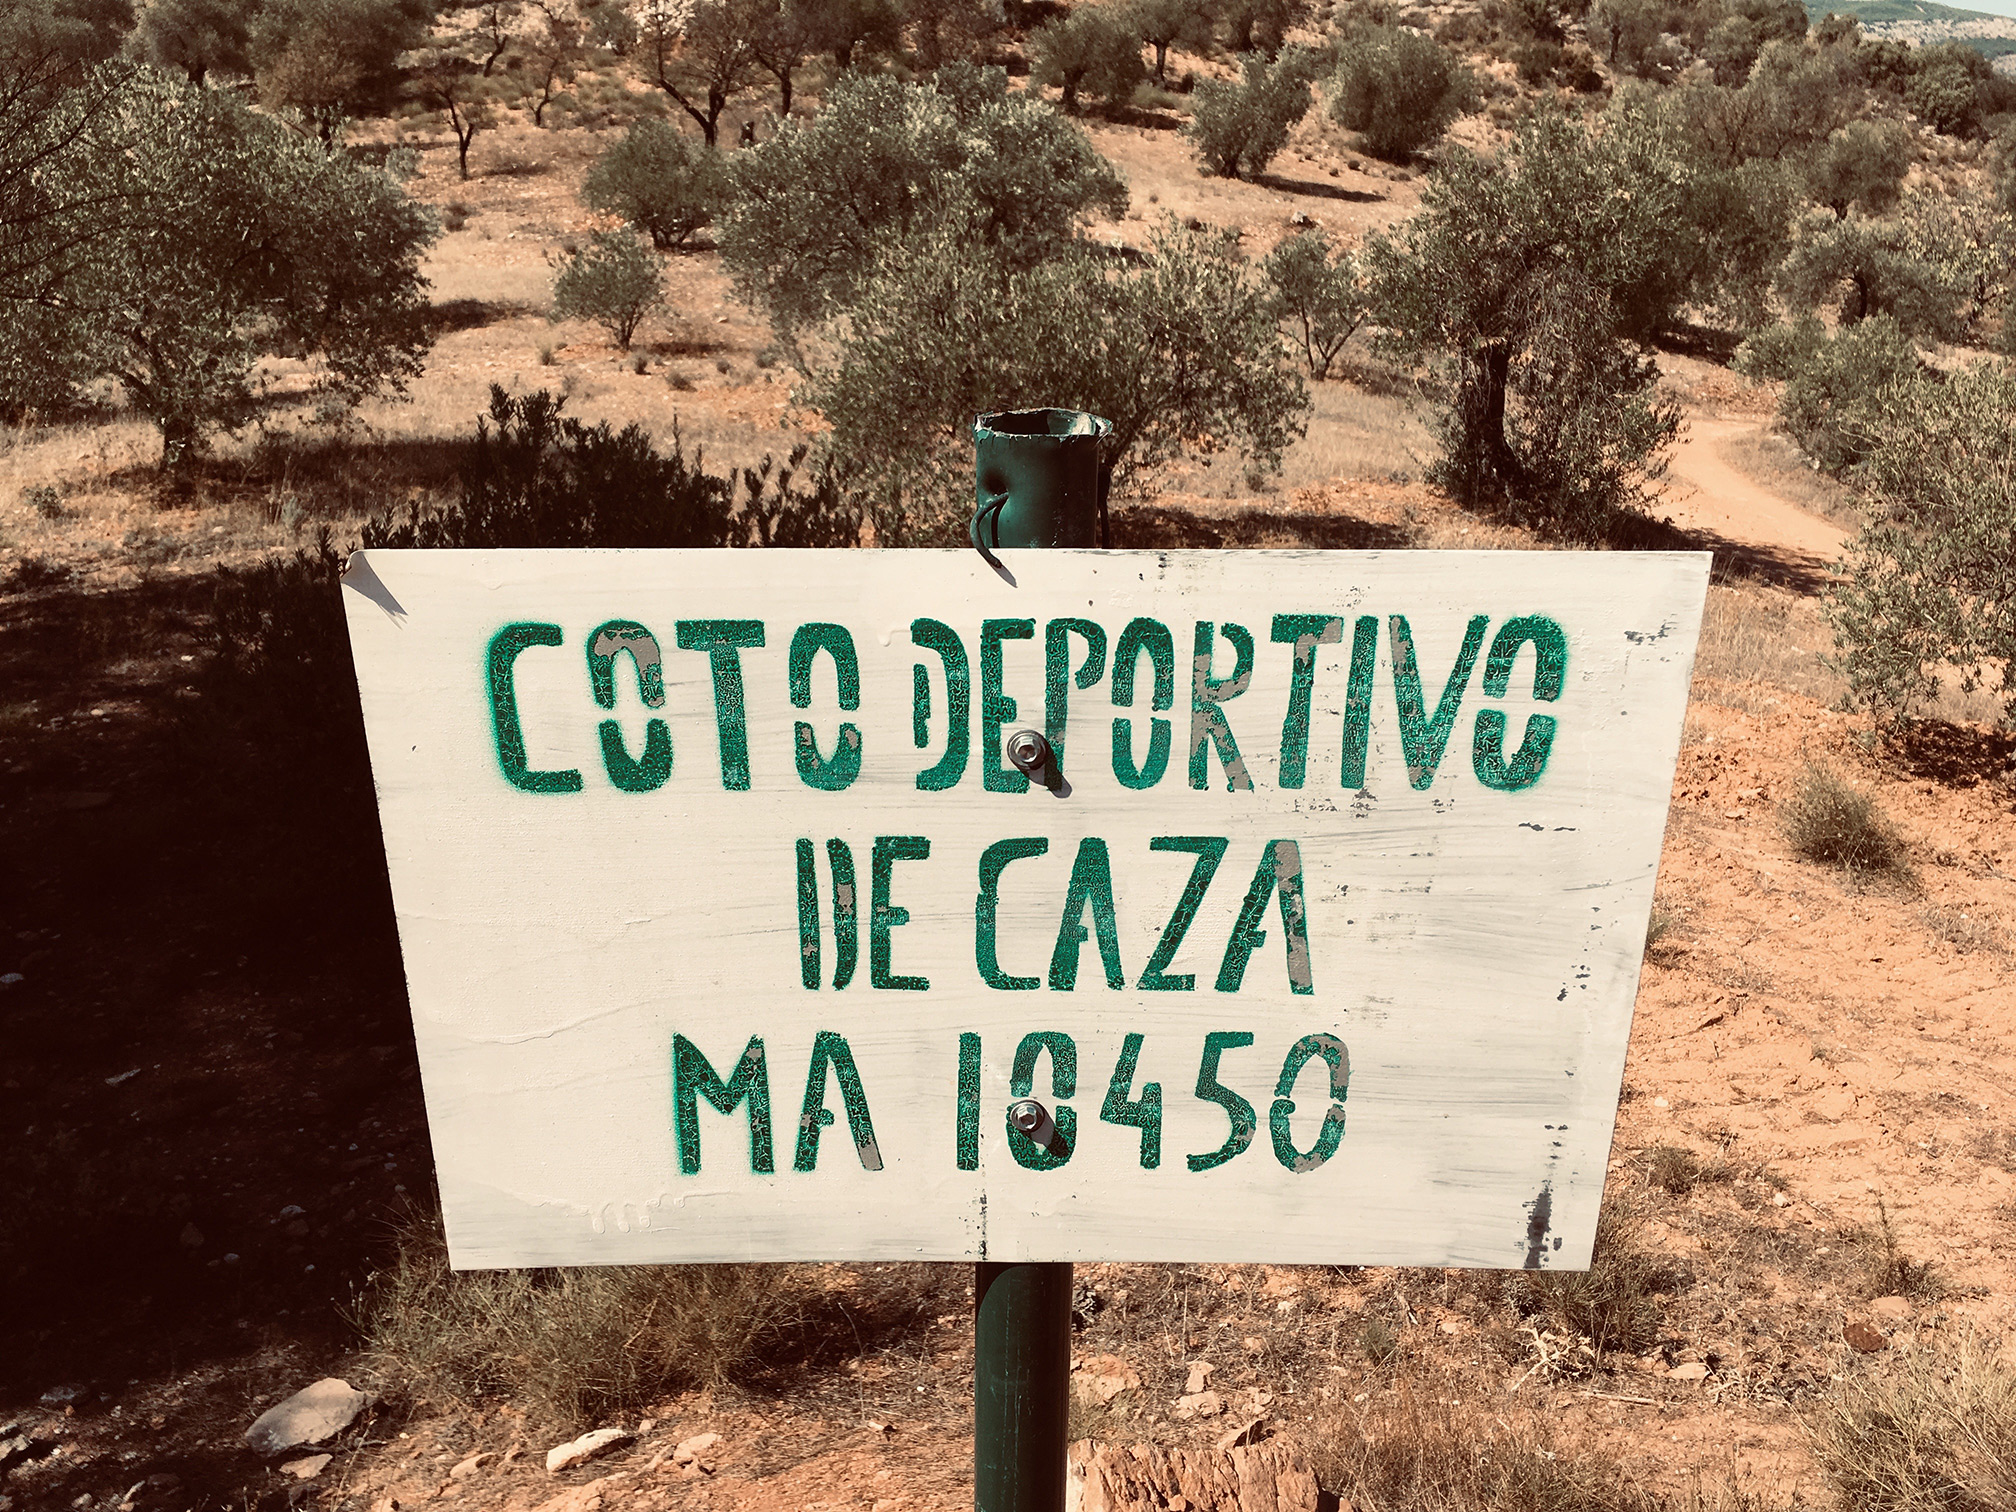 COTO DEPORTIVO
DE CAZA
MA 10450